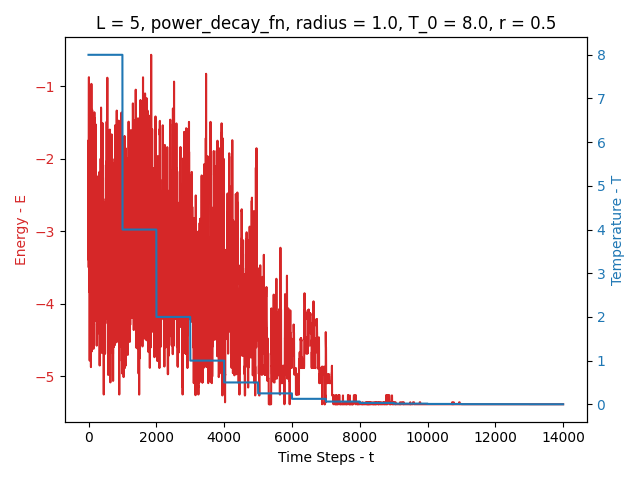 L = 5, power_decay_fn, radius = 1.0, T_0 = 8.0, r = 0.5
Energy - E
−1
−2
−3
−4
−5
8
7
6
5
4
3
2
1
0
Temperature - T
0 2000 4000 6000 8000 10000 12000 14000
Time Steps - t